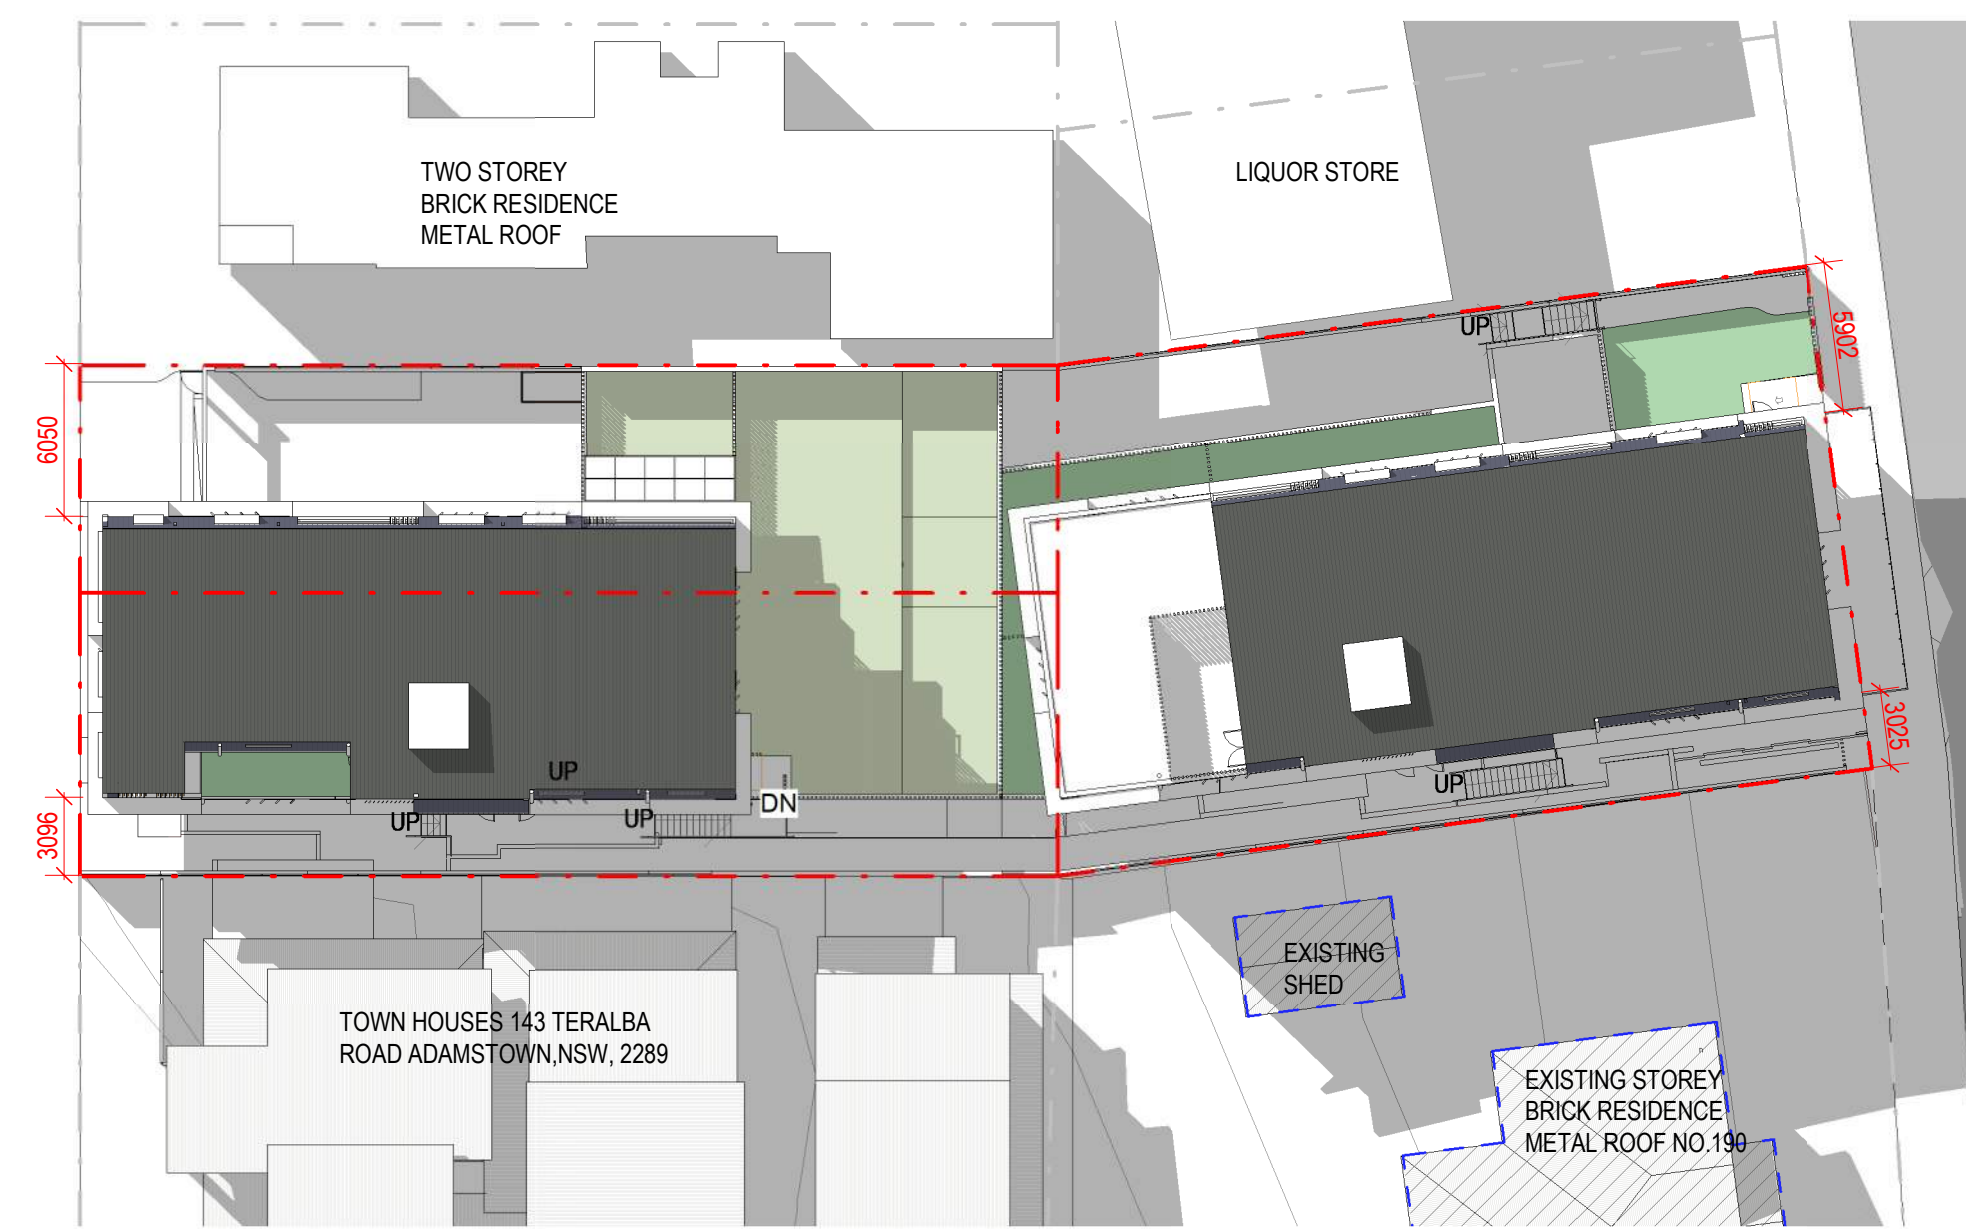 TWO STOREY
BRICK RESIDENCE
METAL ROOF
LIQUOR STORE
UP
5902
6050
3025
UP
DN
UP
UP
UP
3096
EXISTING
SHED
TOWN HOUSES 143 TERALBA
ROAD ADAMSTOWN,NSW, 2289
EXISTING STOREY
BRICK RESIDENCE
METAL ROOF NO.190